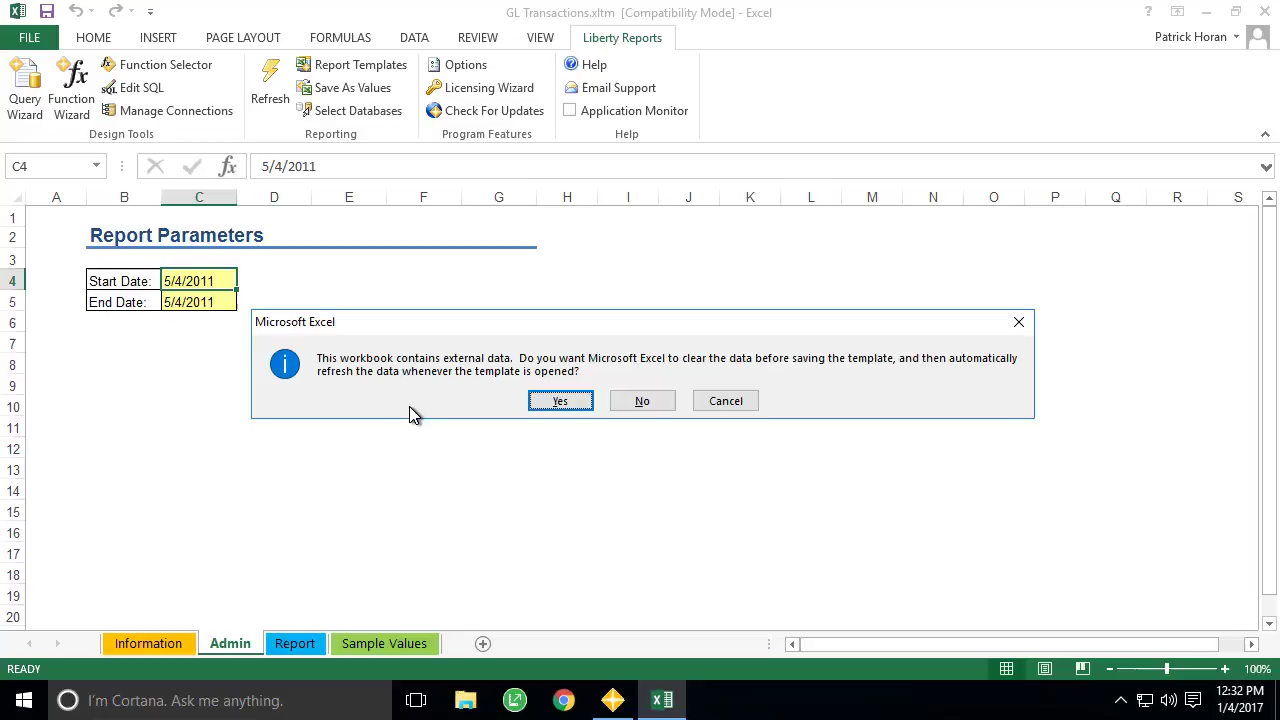 GL Transactions.xltm [Compatibility Mode] - Excel
FILE HOME INSERT PAGE LAYOUT FORMULAS DATA REVIEW VIEW Liberty Reports Patrick Horan
Query Wizard
Function Wizard
Function Selector
Edit SQL
Manage Connections
Design Tools
Refresh
Report Templates
Save As Values
Select Databases
Reporting
Options
Licensing Wizard
Check For Updates
Program Features
Help
Email Support
Application Monitor
Help
C4 fx 5/4/2011
A B C D E F G H I J K L M N O P Q R S
1
2 Report Parameters
3
4 Start Date: 5/4/2011
5 End Date: 5/4/2011
6
7
8
9
10
11
12
13
14
15
16
17
18
19
20
Microsoft Excel
This workbook contains external data. Do you want Microsoft Excel to clear the data before saving the template, and then automatically
refresh the data whenever the template is opened?
Yes No Cancel
Information Admin Report Sample Values
READY 100%
I'm Cortana. Ask me anything.
12:32 PM
1/4/2017